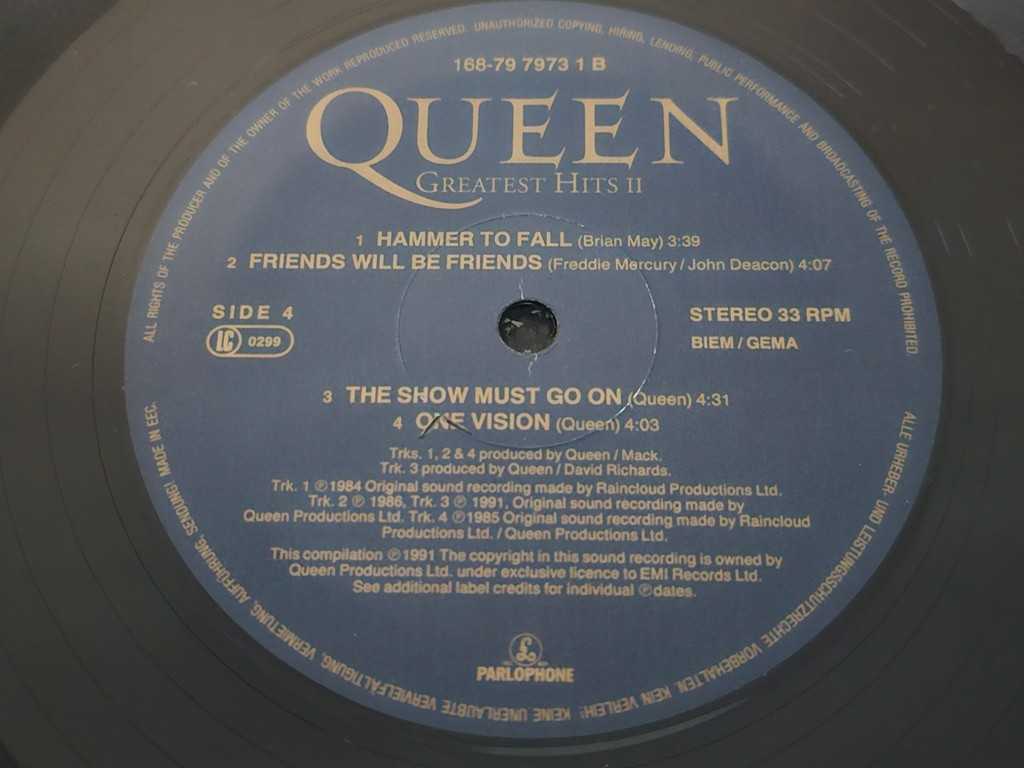 ALL RIGHTS OF THE PRODUCER AND OF THE OWNER OF THE WORK REPRODUCED RESERVED. UNAUTHORIZED COPYING, HIRING, LENDING, PUBLIC PERFORMANCE AND BROADCASTING OF THE RECORD PROHIBITED.
168-79 7973 1 B
QUEEN
GREATEST HITS II
1 HAMMER TO FALL (Brian May) 3:39
2 FRIENDS WILL BE FRIENDS (Freddie Mercury / John Deacon) 4:07
SIDE 4
LC 0299
STEREO 33 RPM
BIEM / GEMA
3 THE SHOW MUST GO ON (Queen) 4:31
4 ONE VISION (Queen) 4:03
Trks. 1, 2 & 4 produced by Queen / Mack.
Trk. 3 produced by Queen / David Richards.
Trk. 1 ℗1984 Original sound recording made by Raincloud Productions Ltd.
Trk. 2 ℗ 1986, Trk. 3 ℗ 1991, Original sound recording made by
Queen Productions Ltd. Trk. 4 ℗1985 Original sound recording made by Raincloud
Productions Ltd. / Queen Productions Ltd.
This compilation ℗1991 The copyright in this sound recording is owned by
Queen Productions Ltd. under exclusive licence to EMI Records Ltd.
See additional label credits for individual ℗dates.
£
PARLOPHONE
ALLE URHEBER- UND LEISTUNGSSCHUTZRECHTE VORBEHALTEN. KEIN VERLEIH! KEINE UNERLAUBTE VERVIELFÄLTIGUNG, VERMIETUNG, AUFFÜHRUNG, SENDUNG! MADE IN EEC.